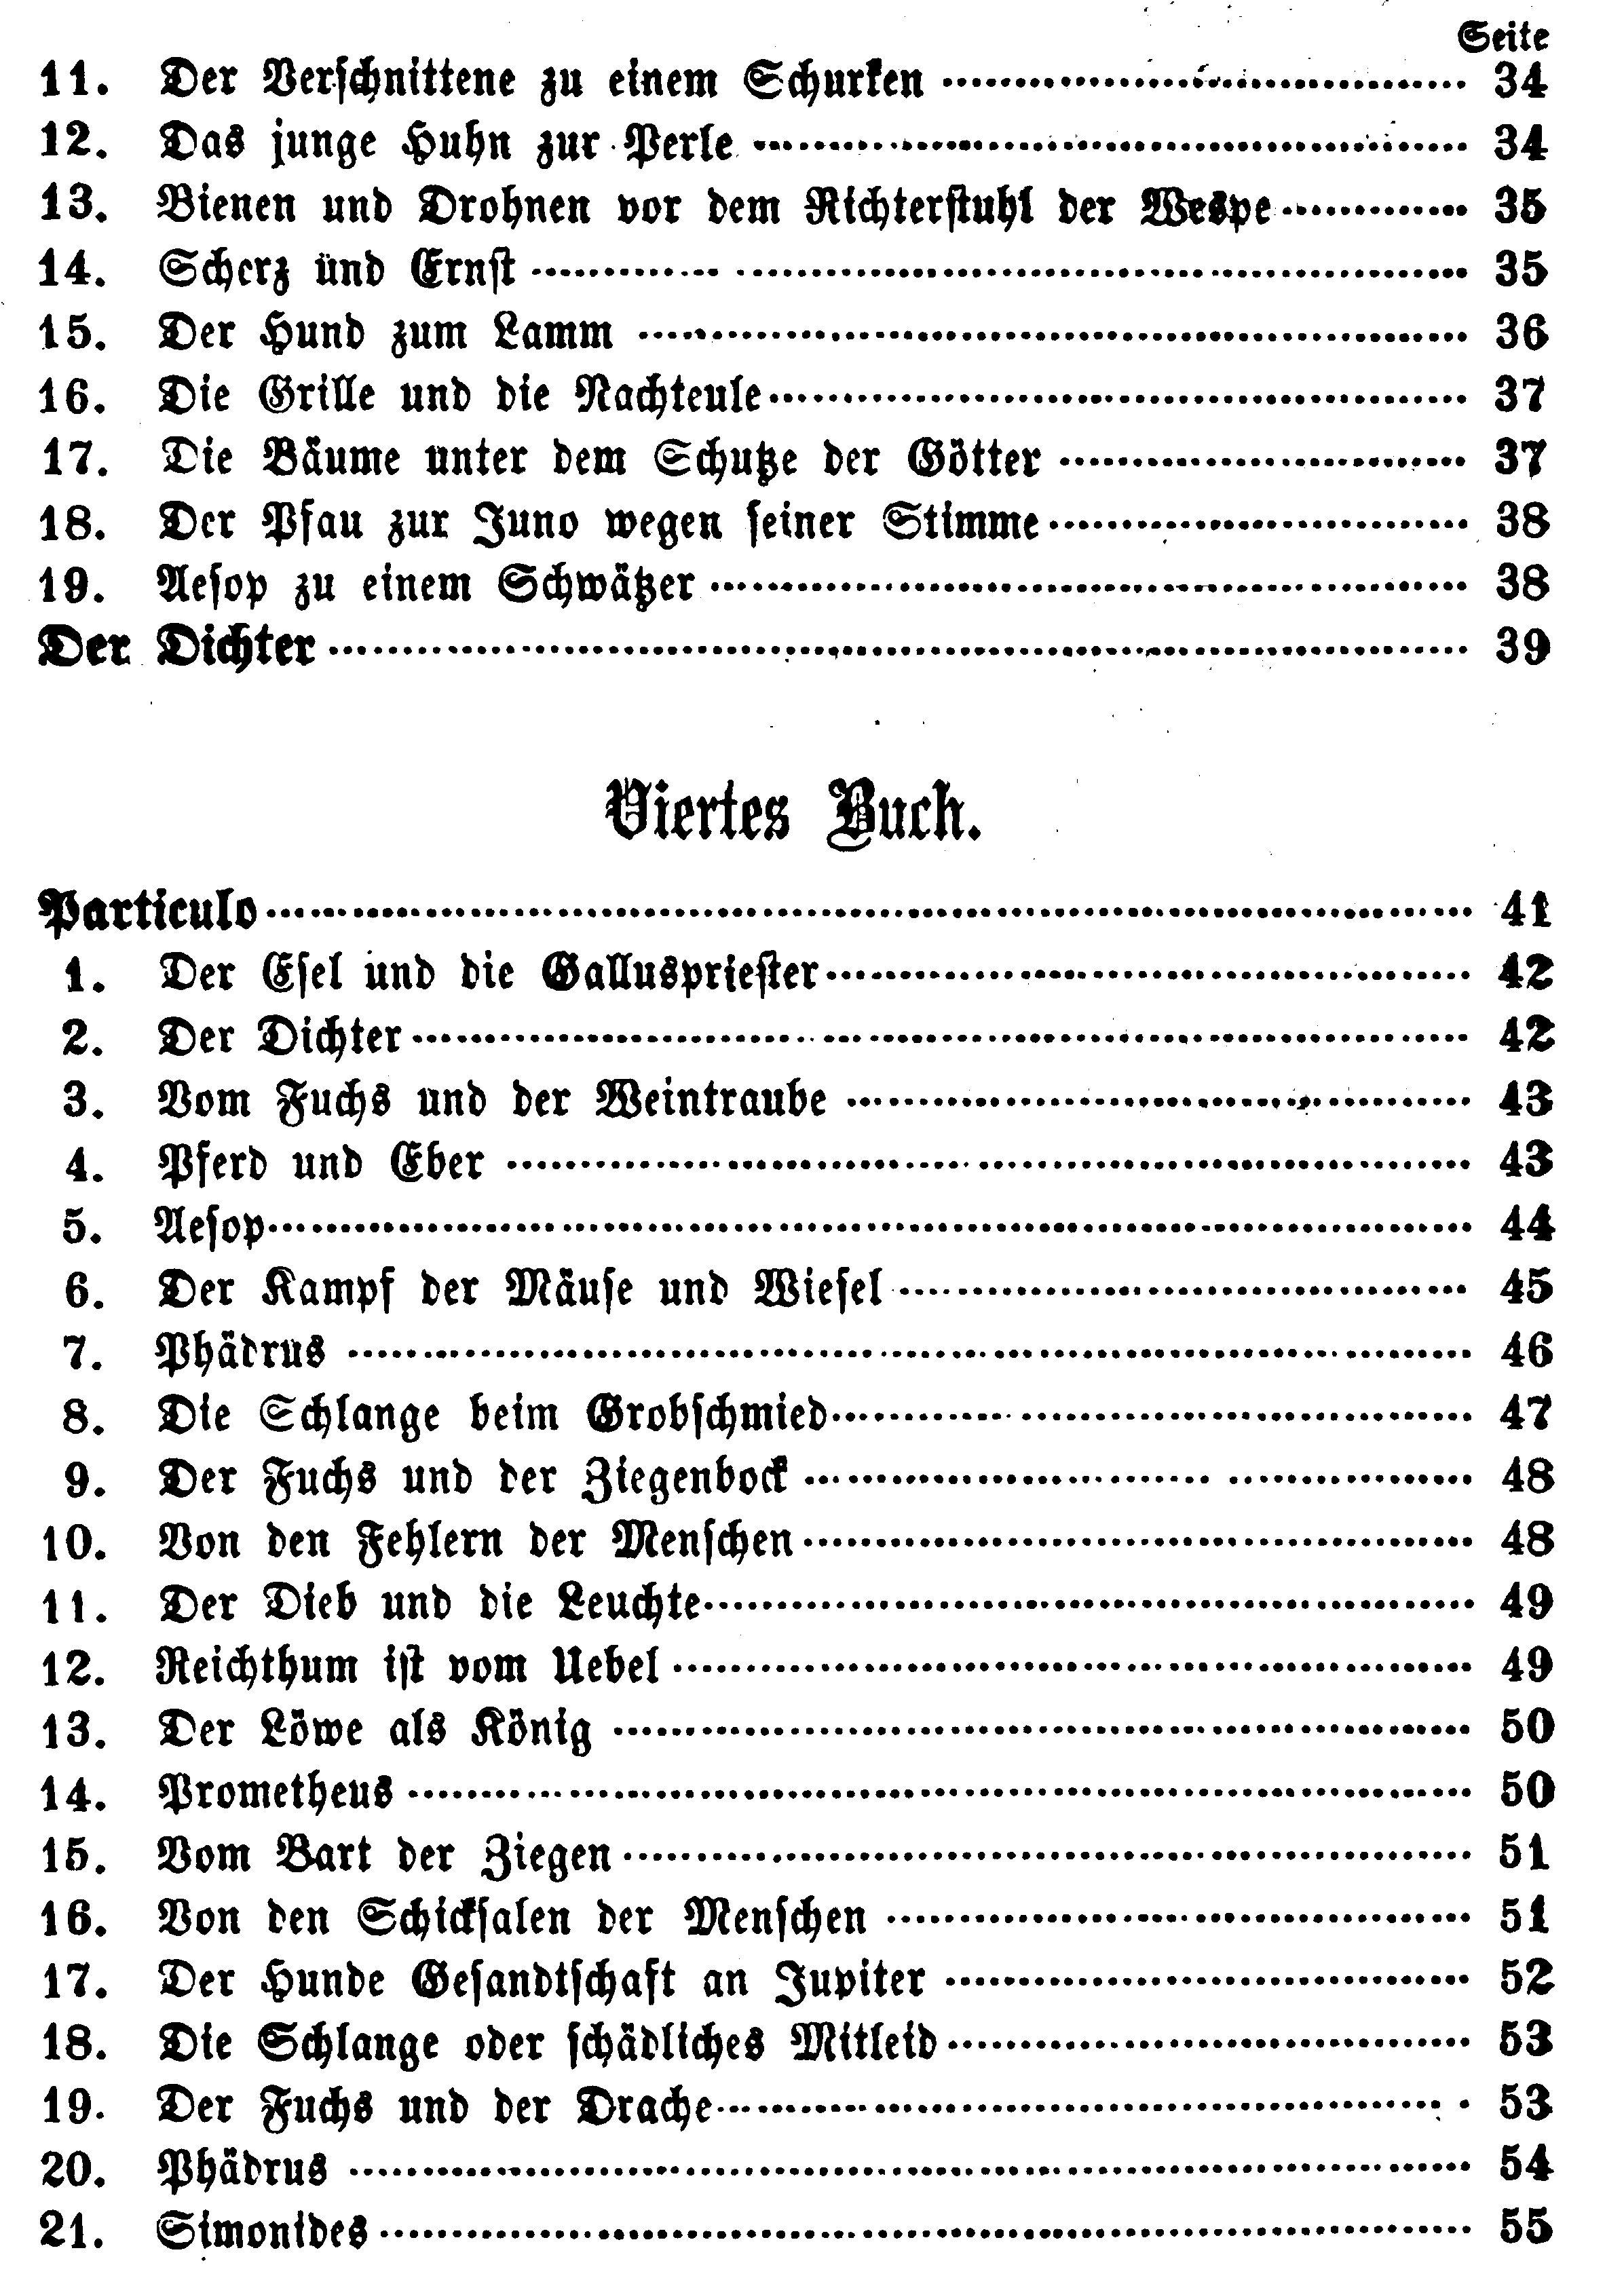 Seite
11. Der Verschnittene zu einem Schurken 34
12. Das junge Huhn zur Perle 34
13. Bienen und Drohnen vor dem Richterstuhl der Wespe 35
14. Scherz und Ernst 35
15. Der Hund zum Lamm 36
16. Die Grille und die Nachteule 37
17. Die Bäume unter dem Schutze der Götter 37
18. Der Pfau zur Juno wegen seiner Stimme 38
19. Aesop zu einem Schwätzer 38
Der Dichter 39
Viertes Buch.
Particulo 41
1. Der Esel und die Galluspriester 42
2. Der Dichter 42
3. Vom Fuchs und der Weintraube 43
4. Pferd und Eber 43
5. Aesop 44
6. Der Kampf der Mäuse und Wiesel 45
7. Phädrus 46
8. Die Schlange beim Grobschmied 47
9. Der Fuchs und der Ziegenbock 48
10. Von den Fehlern der Menschen 48
11. Der Dieb und die Leuchte 49
12. Reichthum ist vom Uebel 49
13. Der Löwe als König 50
14. Prometheus 50
15. Vom Bart der Ziegen 51
16. Von den Schicksalen der Menschen 51
17. Der Hunde Gesandtschaft an Jupiter 52
18. Die Schlange oder schädliches Mitleid 53
19. Der Fuchs und der Drache 53
20. Phädrus 54
21. Simonides 55